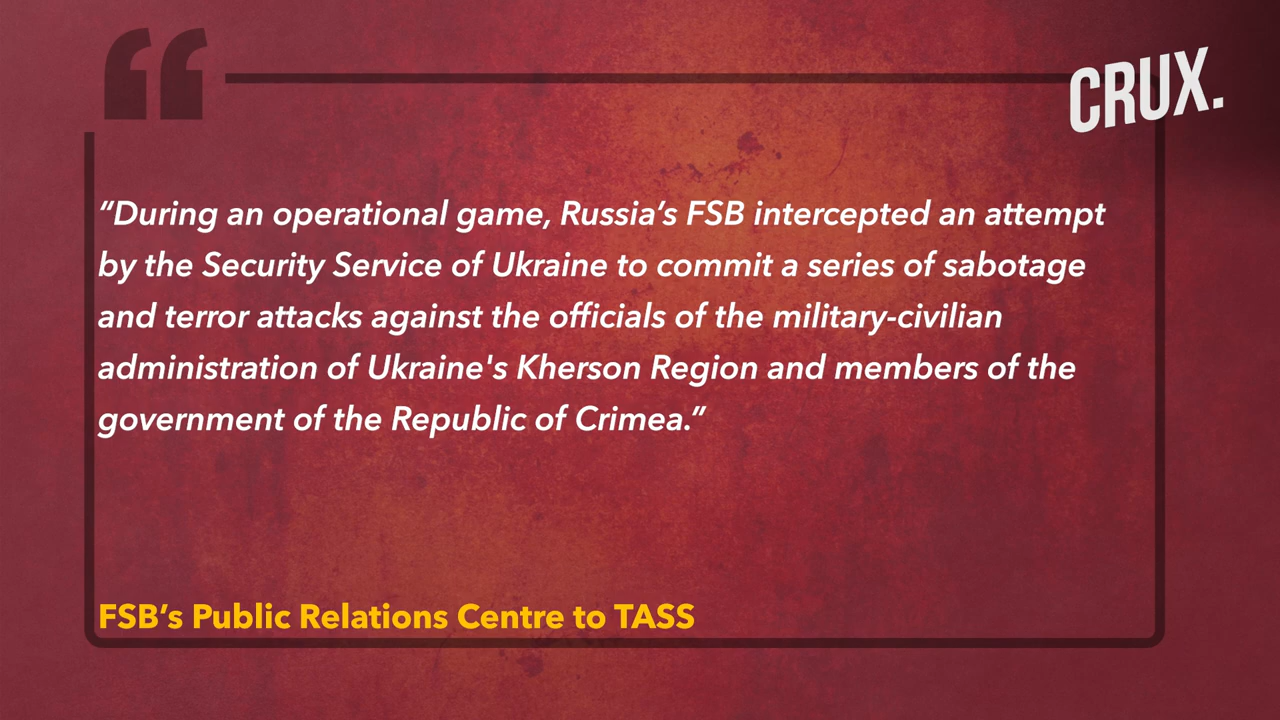 CRUX.
“During an operational game, Russia’s FSB intercepted an attempt
by the Security Service of Ukraine to commit a series of sabotage
and terror attacks against the officials of the military-civilian
administration of Ukraine's Kherson Region and members of the
government of the Republic of Crimea.”
FSB’s Public Relations Centre to TASS